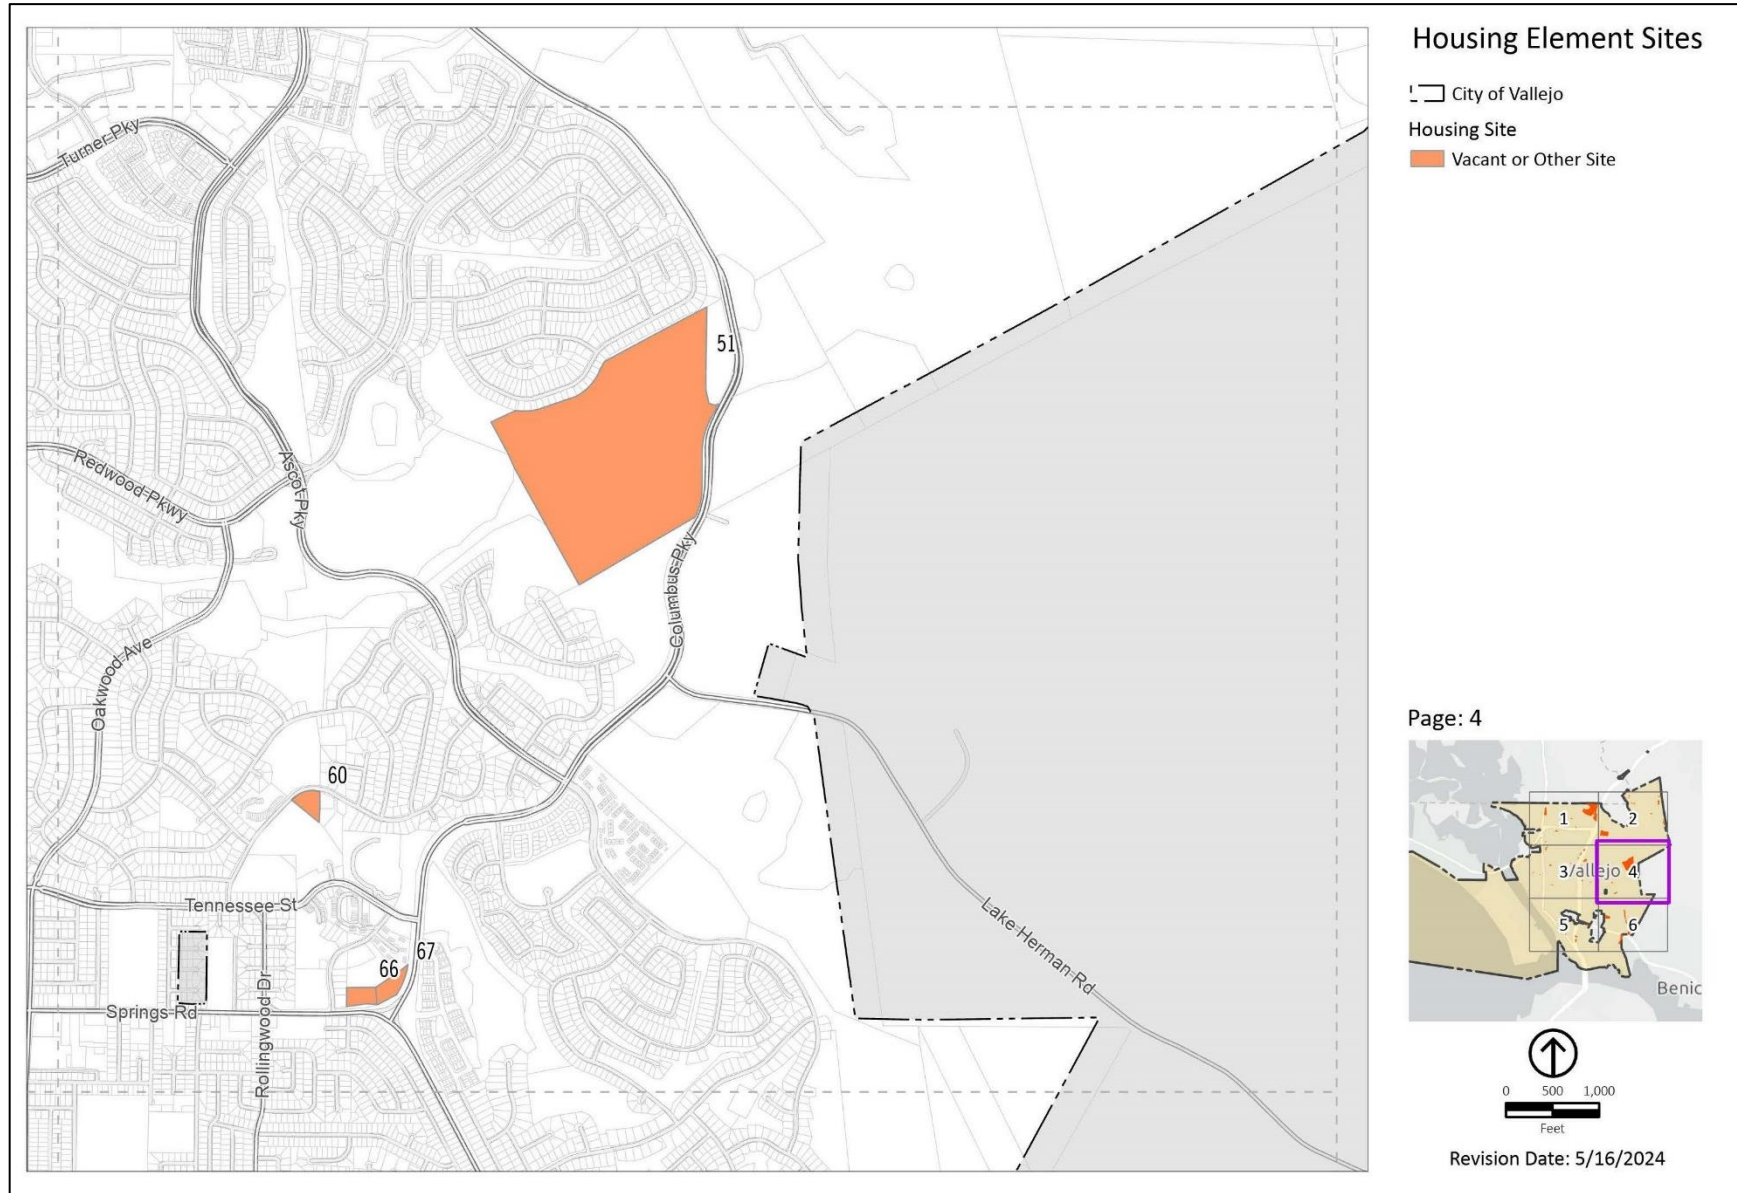 Housing Element Sites
City of Vallejo
Housing Site
Vacant or Other Site
Turner Pky
51
Redwood Pkwy
Ascot Pky
Columbus Pky
Oakwood Ave
60
Tennessee St
67
66
Springs Rd
Rollingwood Dr
Lake Herman Rd
Page: 4
1
2
3
Vallejo
4
5
6
Benic
0 500 1,000
Feet
Revision Date: 5/16/2024